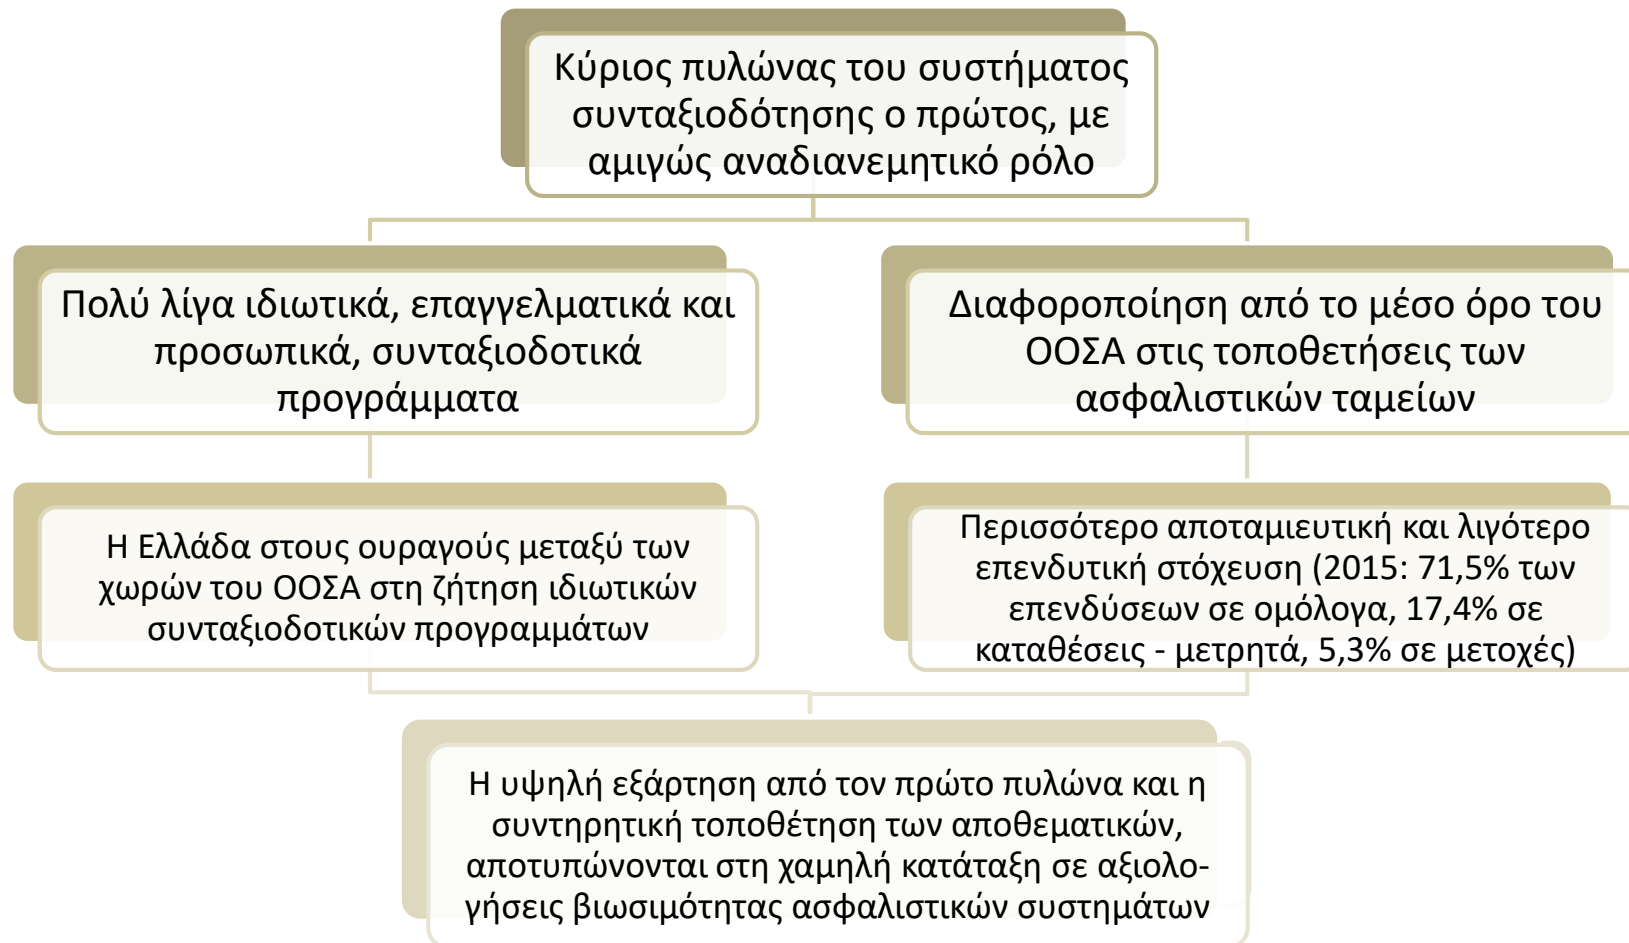 Κύριος πυλώνας του συστήματος
συνταξιοδότησης ο πρώτος, με
αμιγώς αναδιανεμητικό ρόλο
Πολύ λίγα ιδιωτικά, επαγγελματικά και
προσωπικά, συνταξιοδοτικά
προγράμματα
Διαφοροποίηση από το μέσο όρο του
ΟΟΣΑ στις τοποθετήσεις των
ασφαλιστικών ταμείων
Η Ελλάδα στους ουραγούς μεταξύ των
χωρών του ΟΟΣΑ στη ζήτηση ιδιωτικών
συνταξιοδοτικών προγραμμάτων
Περισσότερο αποταμιευτική και λιγότερο
επενδυτική στόχευση (2015: 71,5% των
επενδύσεων σε ομόλογα, 17,4% σε
καταθέσεις - μετρητά, 5,3% σε μετοχές)
Η υψηλή εξάρτηση από τον πρώτο πυλώνα και η
συντηρητική τοποθέτηση των αποθεματικών,
αποτυπώνονται στη χαμηλή κατάταξη σε αξιολο-
γήσεις βιωσιμότητας ασφαλιστικών συστημάτων